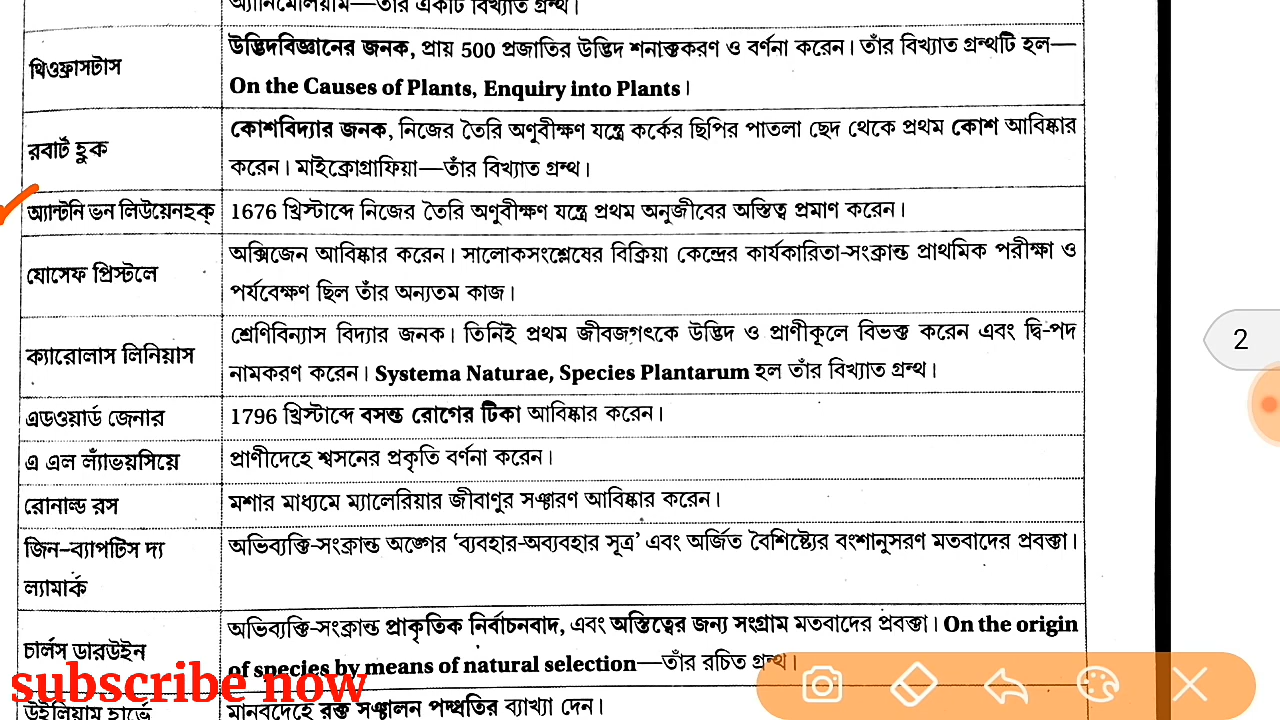 অ্যানিমেলিয়াম—তাঁর একটি বিখ্যাত গ্রন্থ।
থিওফ্রাসটাস
উদ্ভিদবিজ্ঞানের জনক, প্রায় 500 প্রজাতির উদ্ভিদ শনাক্তকরণ ও বর্ণনা করেন। তাঁর বিখ্যাত গ্রন্থটি হল—
On the Causes of Plants, Enquiry into Plants।
রবার্ট হুক
কোশবিদ্যার জনক, নিজের তৈরি অণুবীক্ষণ যন্ত্রে কর্কের ছিপির পাতলা ছেদ থেকে প্রথম কোশ আবিষ্কার
করেন। মাইক্রোগ্রাফিয়া—তাঁর বিখ্যাত গ্রন্থ।
অ্যান্টনি ভন লিউয়েনহক্
1676 খ্রিস্টাব্দে নিজের তৈরি অণুবীক্ষণ যন্ত্রে প্রথম অনুজীবের অস্তিত্ব প্রমাণ করেন।
যোসেফ প্রিস্টলে
অক্সিজেন আবিষ্কার করেন। সালোকসংশ্লেষের বিক্রিয়া কেন্দ্রের কার্যকারিতা-সংক্রান্ত প্রাথমিক পরীক্ষা ও
পর্যবেক্ষণ ছিল তাঁর অন্যতম কাজ।
ক্যারোলাস লিনিয়াস
শ্রেণিবিন্যাস বিদ্যার জনক। তিনিই প্রথম জীবজগৎকে উদ্ভিদ ও প্রাণীকূলে বিভক্ত করেন এবং দ্বি-পদ
নামকরণ করেন। Systema Naturae, Species Plantarum হল তাঁর বিখ্যাত গ্রন্থ।
এডওয়ার্ড জেনার
1796 খ্রিস্টাব্দে বসন্ত রোগের টিকা আবিষ্কার করেন।
এ এল ল্যাঁভয়সিয়ে
প্রাণীদেহে শ্বসনের প্রকৃতি বর্ণনা করেন।
রোনাল্ড রস
মশার মাধ্যমে ম্যালেরিয়ার জীবাণুর সঞ্চারণ আবিষ্কার করেন।
জিন-ব্যাপটিস দ্য
ল্যামার্ক
অভিব্যক্তি-সংক্রান্ত অঙ্গের ‘ব্যবহার-অব্যবহার সূত্র’ এবং অর্জিত বৈশিষ্ট্যের বংশানুসরণ মতবাদের প্রবক্তা।
চার্লস ডারউইন
অভিব্যক্তি-সংক্রান্ত প্রাকৃতিক নির্বাচনবাদ, এবং অস্তিত্বের জন্য সংগ্রাম মতবাদের প্রবক্তা। On the origin
of species by means of natural selection—তাঁর রচিত গ্রন্থ।
উইলিয়াম হার্ভে
মানবদেহে রক্ত সঞ্চালন পদ্ধতির ব্যাখ্যা দেন।
subscribe now
2